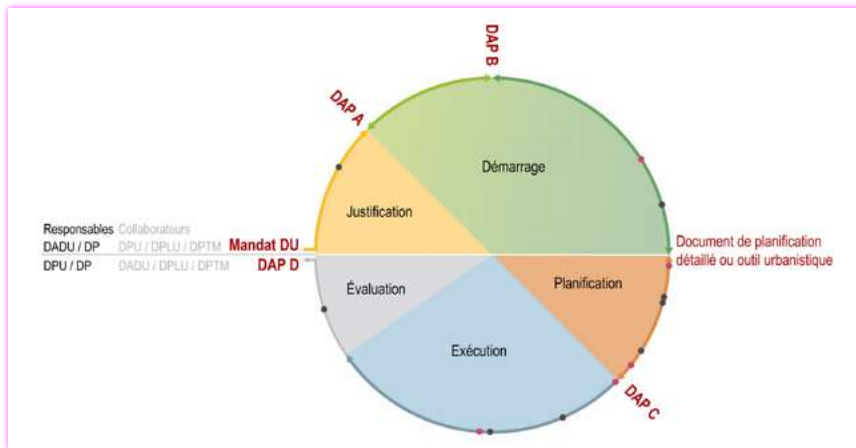 DAP B
DAP A
Démarrage
Justification
Responsables Collaborateurs
DADU / DP DPU / DPLU / DPTM Mandat DU
DPU / DP DADU / DPLU / DPTM DAP D
Document de planification
détaillé ou outil urbanistique
Évaluation
Planification
Exécution
DAP C